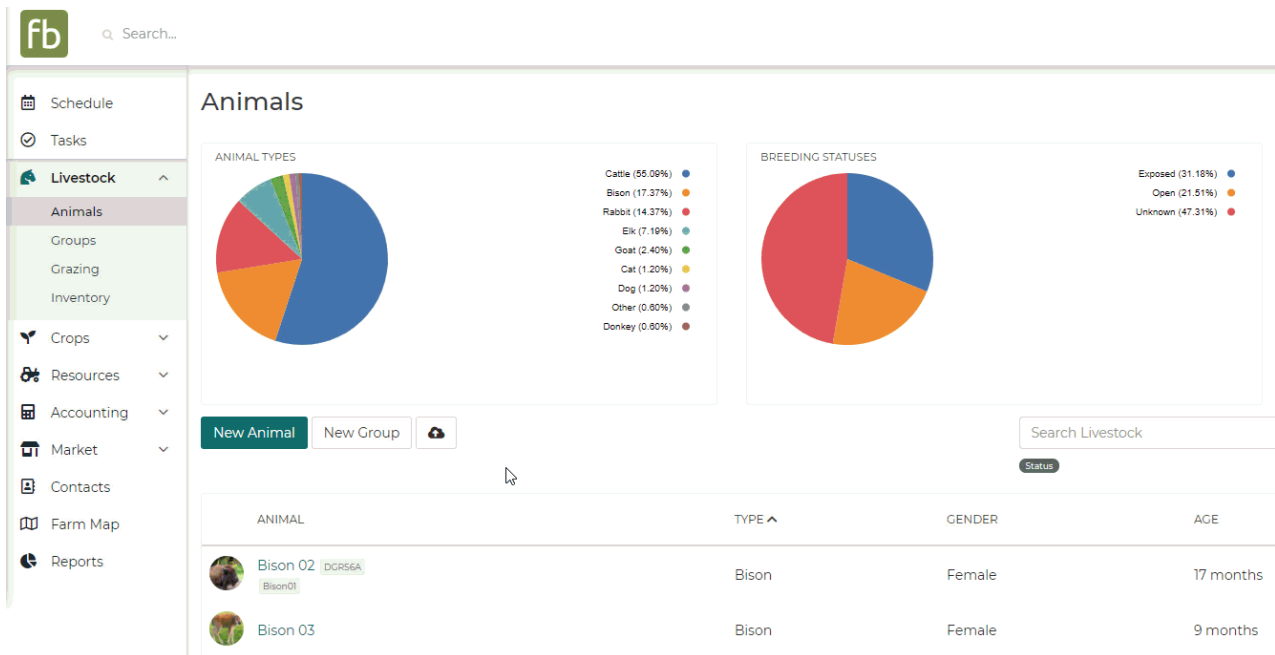 fb
Search...
Schedule
Tasks
Livestock
Animals
Groups
Grazing
Inventory
Crops
Resources
Accounting
Market
Contacts
Farm Map
Reports
Animals
ANIMAL TYPES
Cattle (55.09%)
Bison (17.37%)
Rabbit (14.37%)
Elk (7.19%)
Goat (2.40%)
Cat (1.20%)
Dog (1.20%)
Other (0.60%)
Donkey (0.60%)
BREEDING STATUSES
Exposed (31.18%)
Open (21.51%)
Unknown (47.31%)
New Animal New Group
Search Livestock
Status
ANIMAL TYPE GENDER AGE
Bison 02 DGRS6A Bison Female 17 months
Bison01
Bison 03 Bison Female 9 months